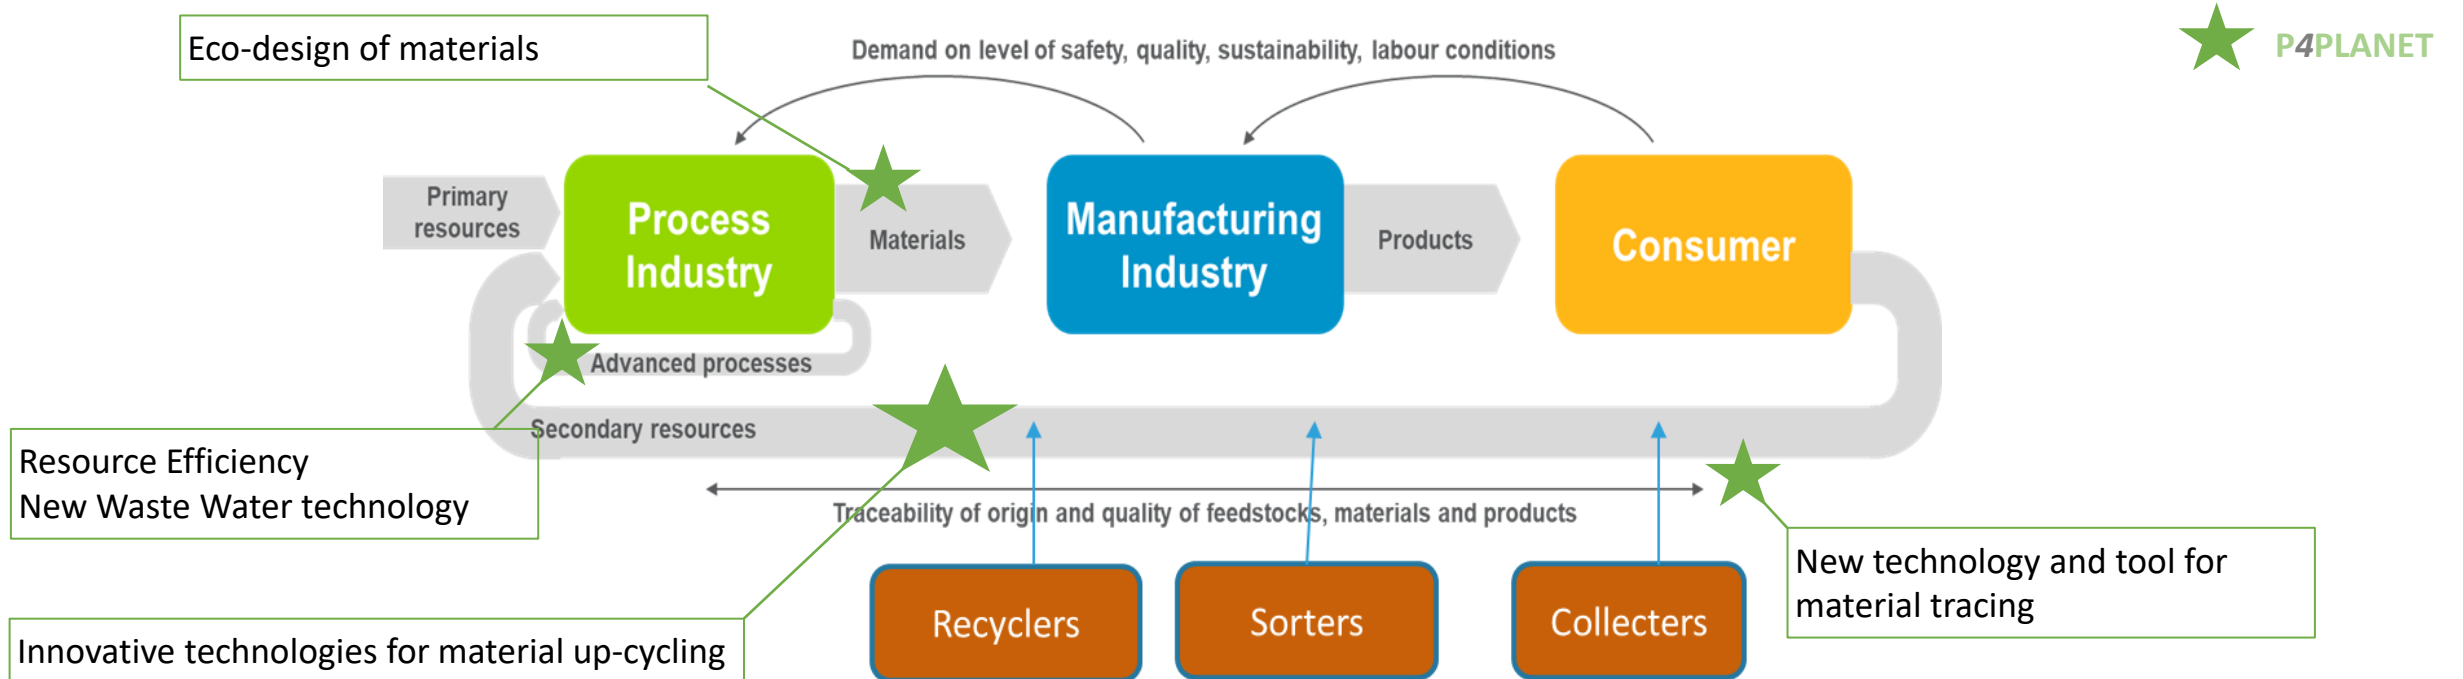 Eco-design of materials
Demand on level of safety, quality, sustainability, labour conditions
P4PLANET
Primary
resources
Process
Industry
Materials
Manufacturing
Industry
Products
Consumer
Advanced processes
Secondary resources
Resource Efficiency
New Waste Water technology
Traceability of origin and quality of feedstocks, materials and products
New technology and tool for
material tracing
Innovative technologies for material up-cycling
Recyclers
Sorters
Collecters